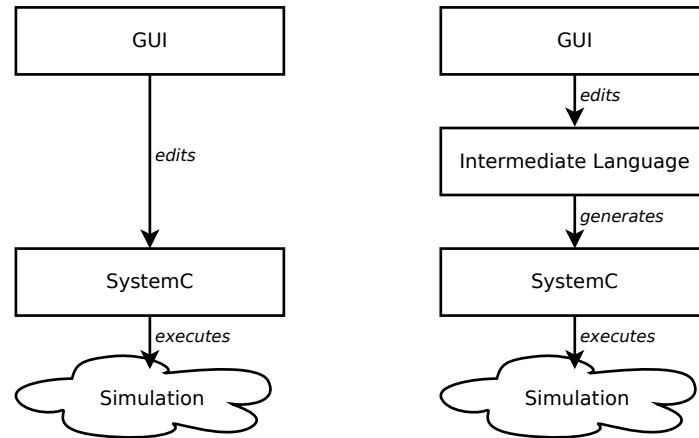 GUI
edits
SystemC
executes
Simulation
GUI
edits
Intermediate Language
generates
SystemC
executes
Simulation